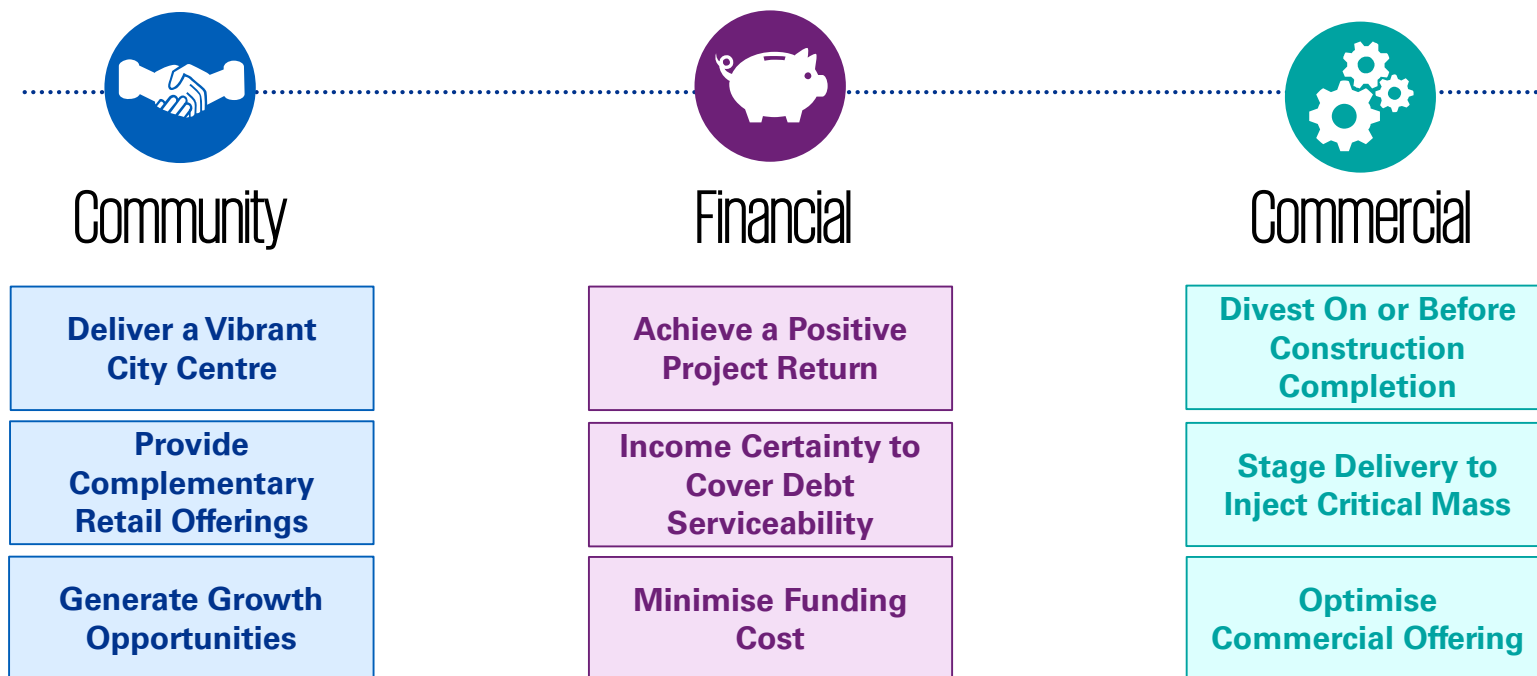 Community
Deliver a Vibrant
City Centre
Provide
Complementary
Retail Offerings
Generate Growth
Opportunities
Financial
Achieve a Positive
Project Return
Income Certainty to
Cover Debt
Serviceability
Minimise Funding
Cost
Commercial
Divest On or Before
Construction
Completion
Stage Delivery to
Inject Critical Mass
Optimise
Commercial Offering